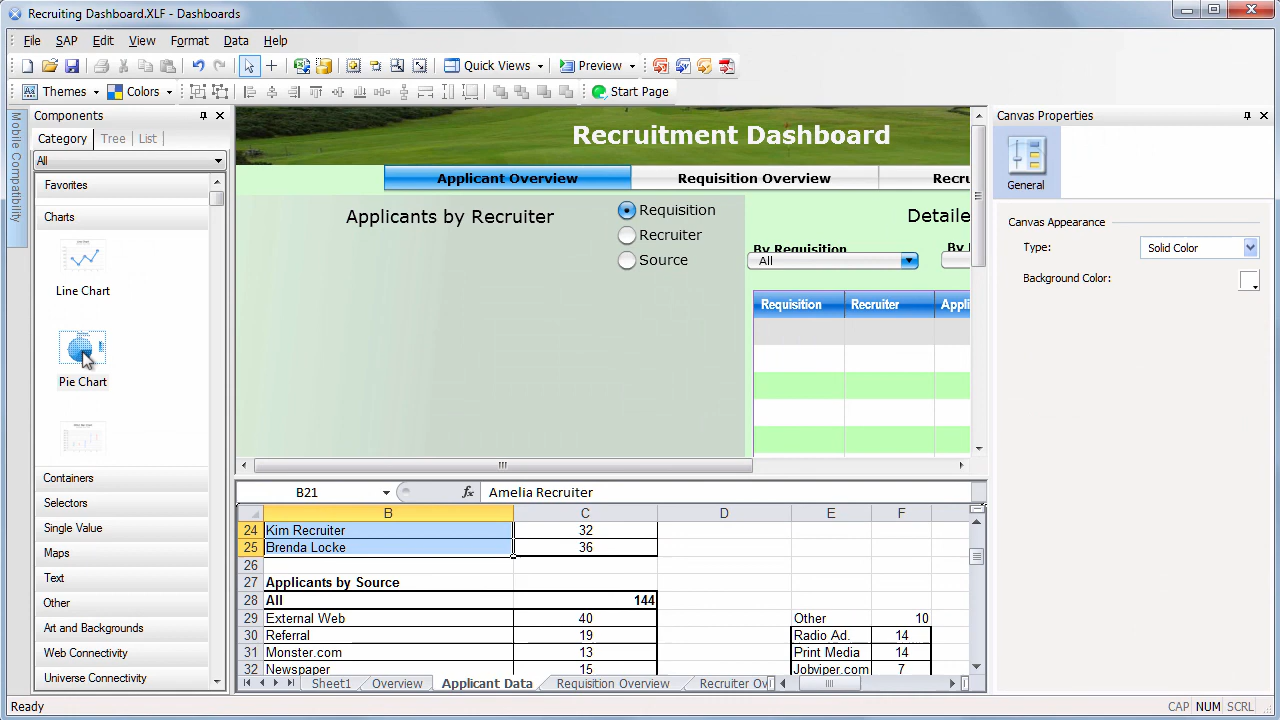 Recruiting Dashboard.XLF - Dashboards
File SAP Edit View Format Data Help
Quick Views Preview
Themes Colors Start Page
Mobile Compatibility
Components
Category Tree List
All
Favorites
Charts
Line Chart
Pie Chart
Containers
Selectors
Single Value
Maps
Text
Other
Art and Backgrounds
Web Connectivity
Universe Connectivity
Recruitment Dashboard
Applicant Overview Requisition Overview Recru
Applicants by Recruiter
Requisition
Recruiter
Source
Detaile
By Requisition
All
Requisition Recruiter Appli
B21 fx Amelia Recruiter
B C D E F
24 Kim Recruiter 32
25 Brenda Locke 36
26
27 Applicants by Source
28 All 144
29 External Web 40 Other 10
30 Referral 19 Radio Ad. 14
31 Monster.com 13 Print Media 14
32 Newspaper 15 Jobviper.com 7
Sheet1 Overview Applicant Data Requisition Overview Recruiter Ov
Canvas Properties
General
Canvas Appearance
Type: Solid Color
Background Color:
Ready
CAP NUM SCRL